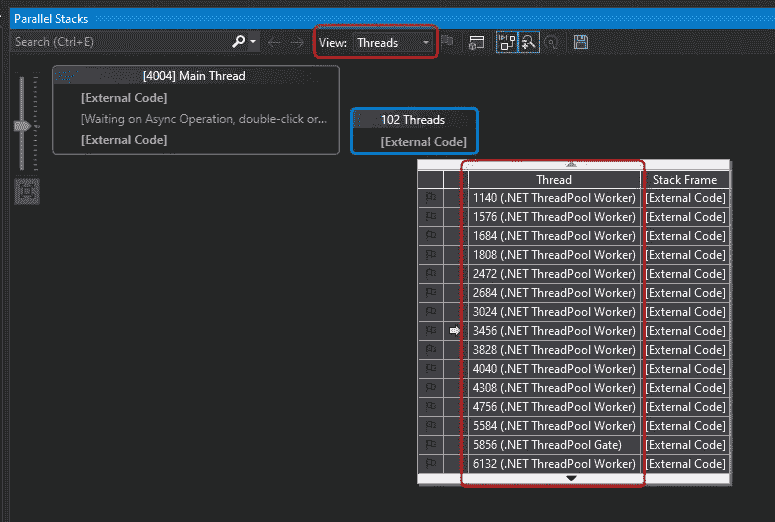 Parallel Stacks
Search (Ctrl+E) View: Threads
[4004] Main Thread
[External Code]
[Waiting on Async Operation, double-click or...
[External Code]
102 Threads
[External Code]
Thread Stack Frame
1140 (.NET ThreadPool Worker) [External Code]
1576 (.NET ThreadPool Worker) [External Code]
1684 (.NET ThreadPool Worker) [External Code]
1808 (.NET ThreadPool Worker) [External Code]
2472 (.NET ThreadPool Worker) [External Code]
2684 (.NET ThreadPool Worker) [External Code]
3024 (.NET ThreadPool Worker) [External Code]
3456 (.NET ThreadPool Worker) [External Code]
3828 (.NET ThreadPool Worker) [External Code]
4040 (.NET ThreadPool Worker) [External Code]
4308 (.NET ThreadPool Worker) [External Code]
4756 (.NET ThreadPool Worker) [External Code]
5584 (.NET ThreadPool Worker) [External Code]
5856 (.NET ThreadPool Gate) [External Code]
6132 (.NET ThreadPool Worker) [External Code]